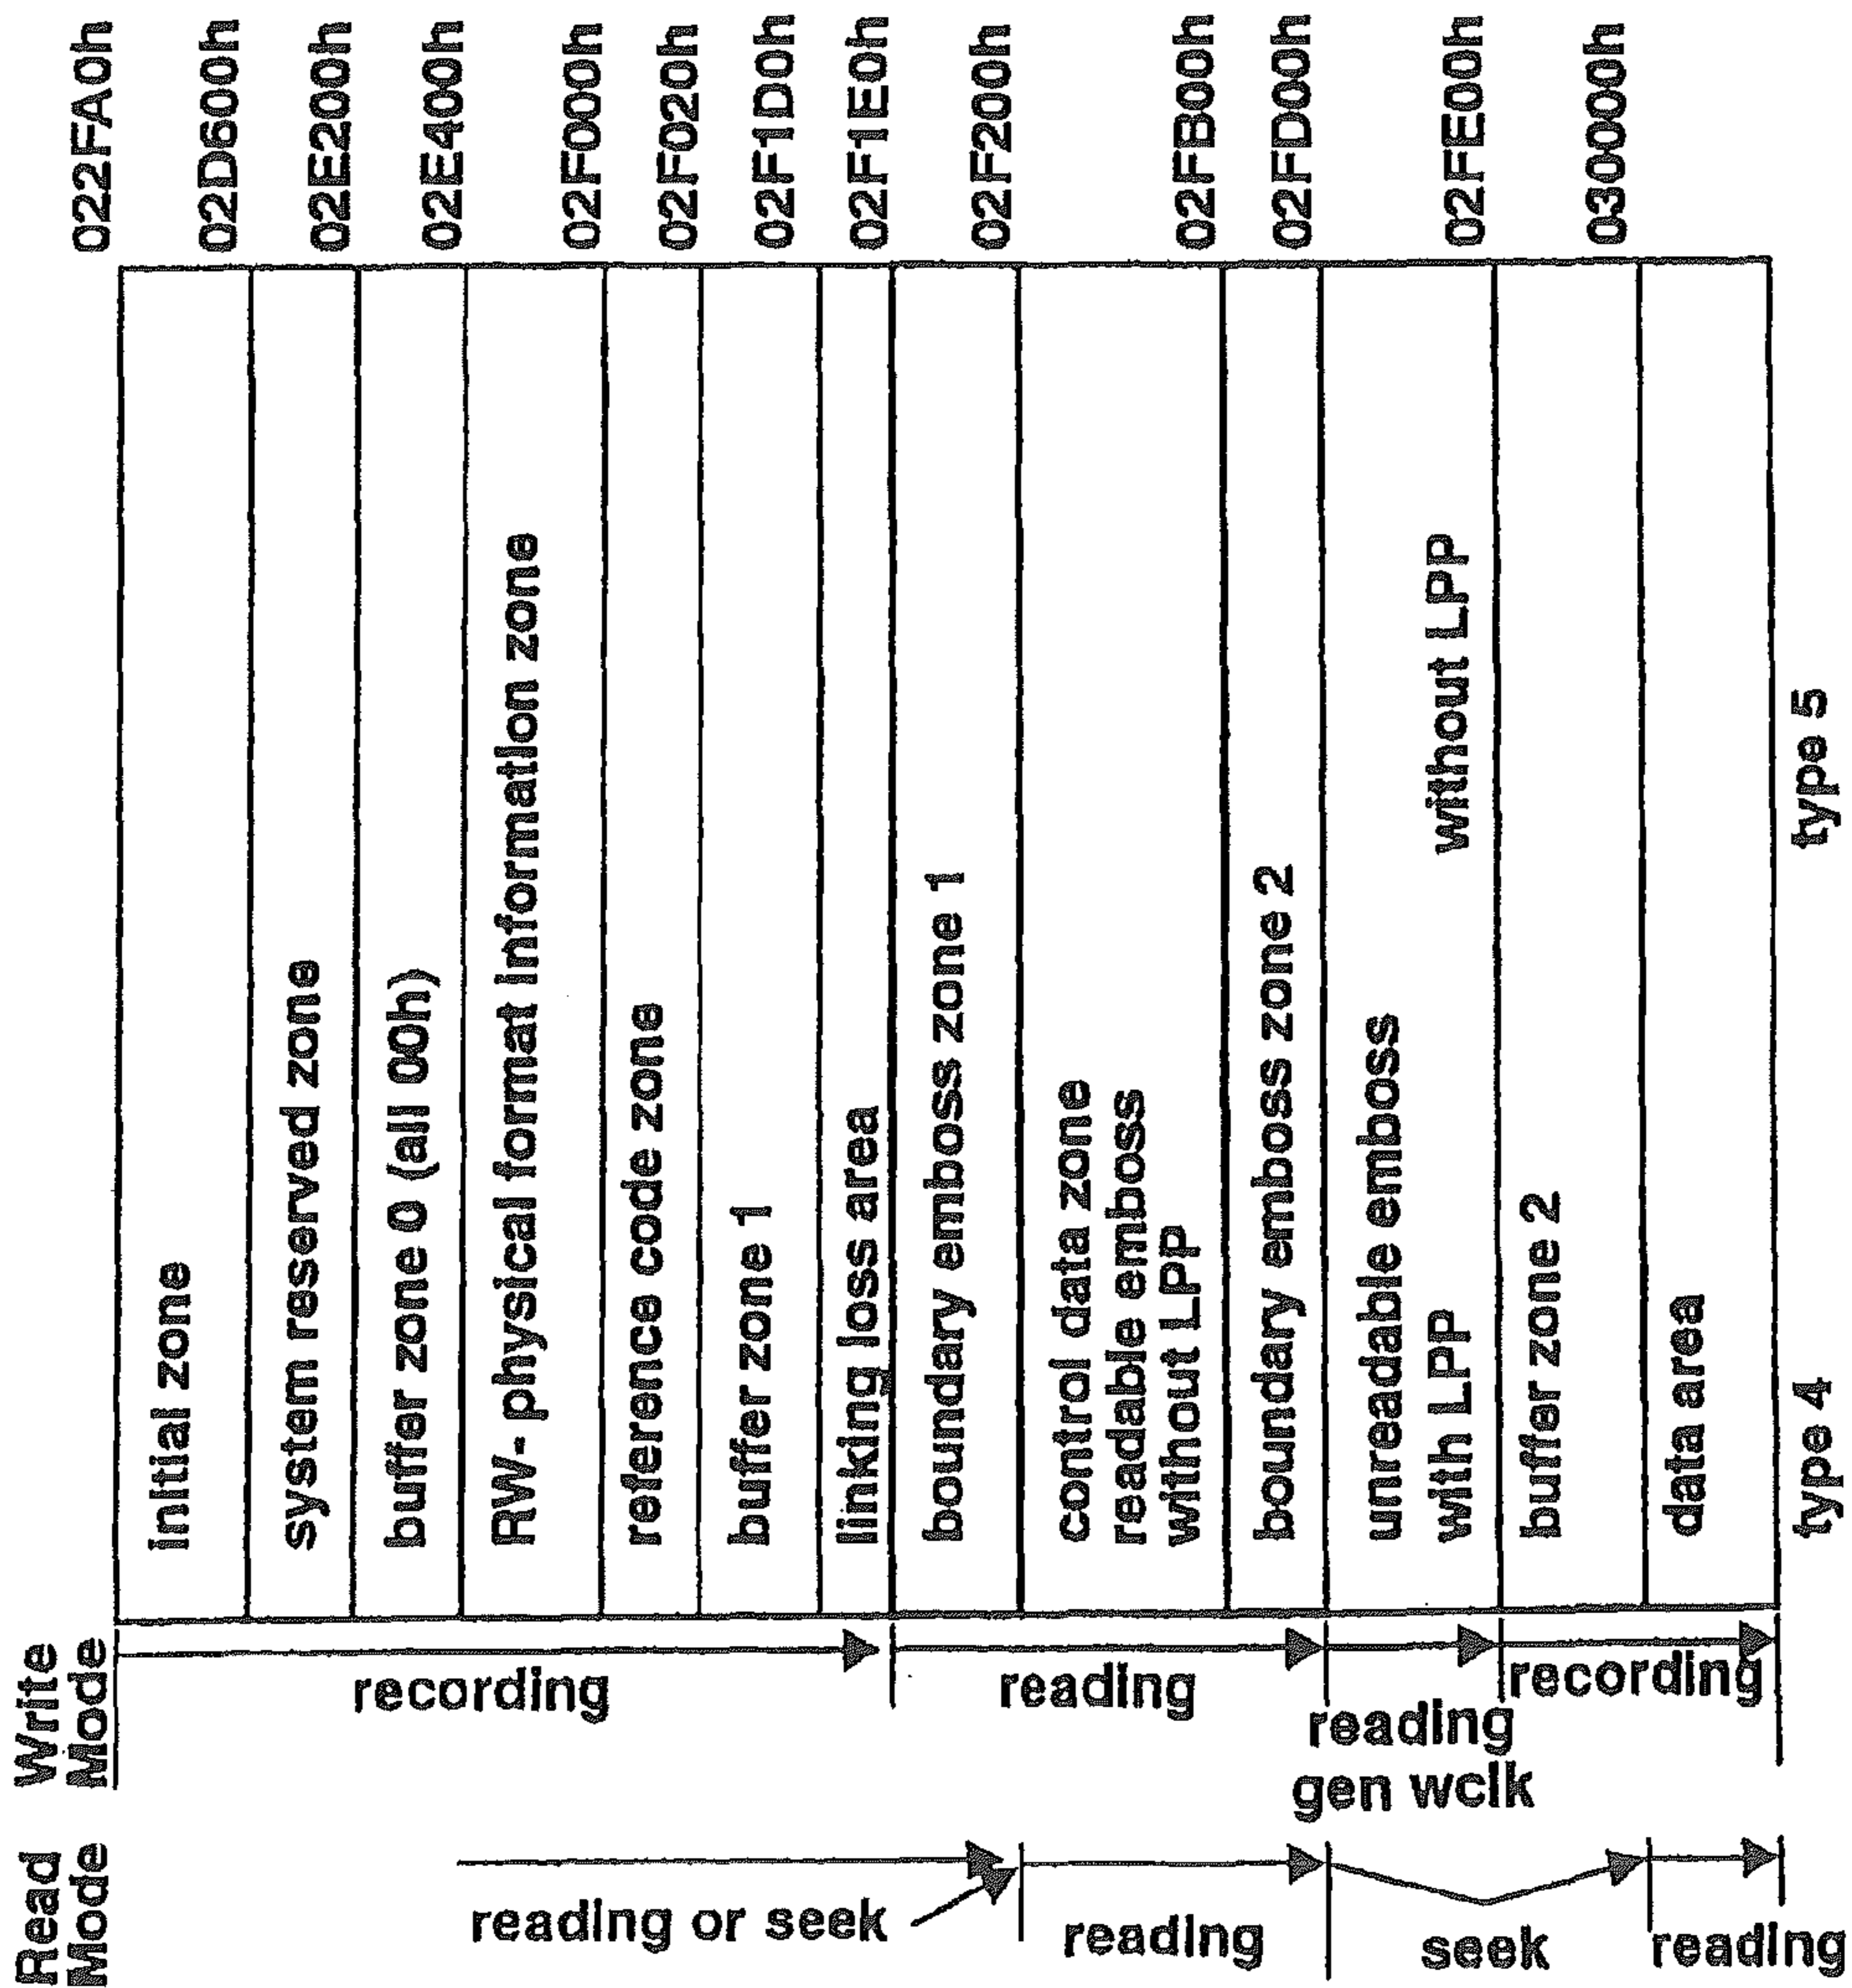 022FA0h
02D600h
02E200h
02E400h
02F000h
02F020h
02F1D0h
02F1E0h
02F200h
02FB00h
02FD00h
02FE00h
030000h
initial zone
system reserved zone
buffer zone 0 (all 00h)
RW- physical format information zone
reference code zone
buffer zone 1
linking loss area
boundary emboss zone 1
control data zone
readable emboss
without LPP
boundary emboss zone 2
unreadable emboss
with LPP
without LPP
buffer zone 2
data area
type 4
type 5
Write
Mode
recording
reading
reading
gen wclk
recording
Read
Mode
reading or seek
reading
seek
reading